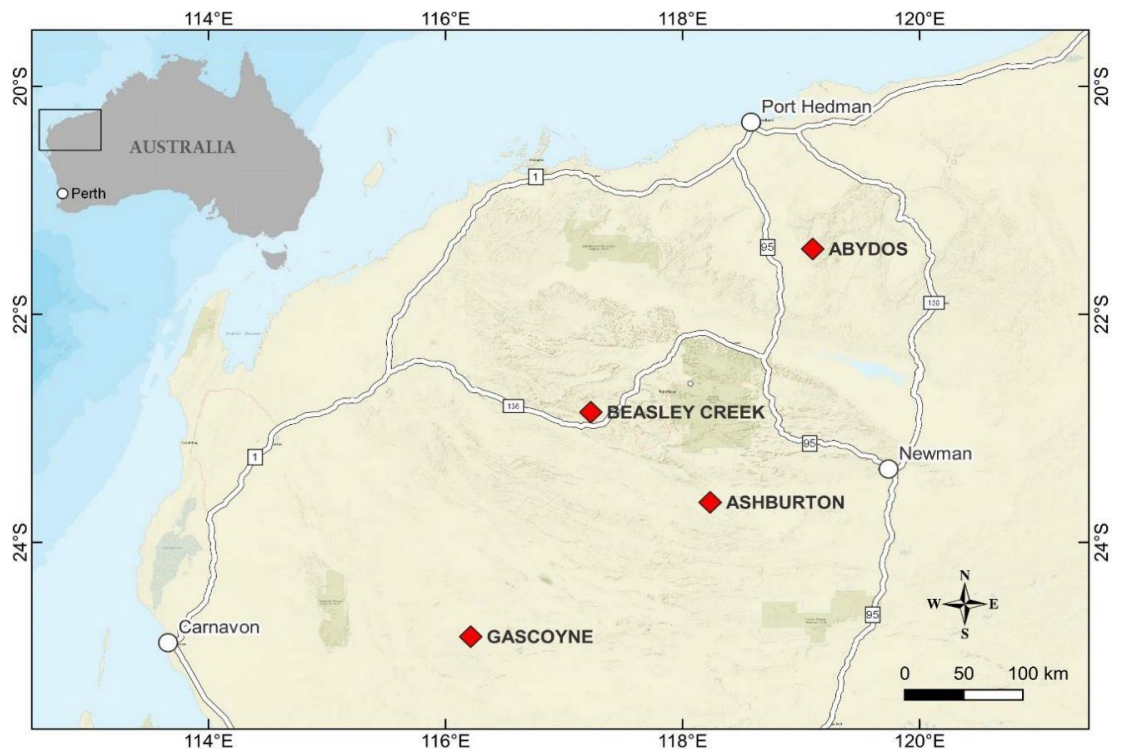 114°E 116°E 118°E 120°E
20°S 20°S
Port Hedman
AUSTRALIA
1
Perth
95
ABYDOS
22°S 22°S
136
BEASLEY CREEK
1
95
Newman
ASHBURTON
24°S 24°S
N
W E
S
95
Carnavon
GASCOYNE
0 50 100 km
114°E 116°E 118°E 120°E